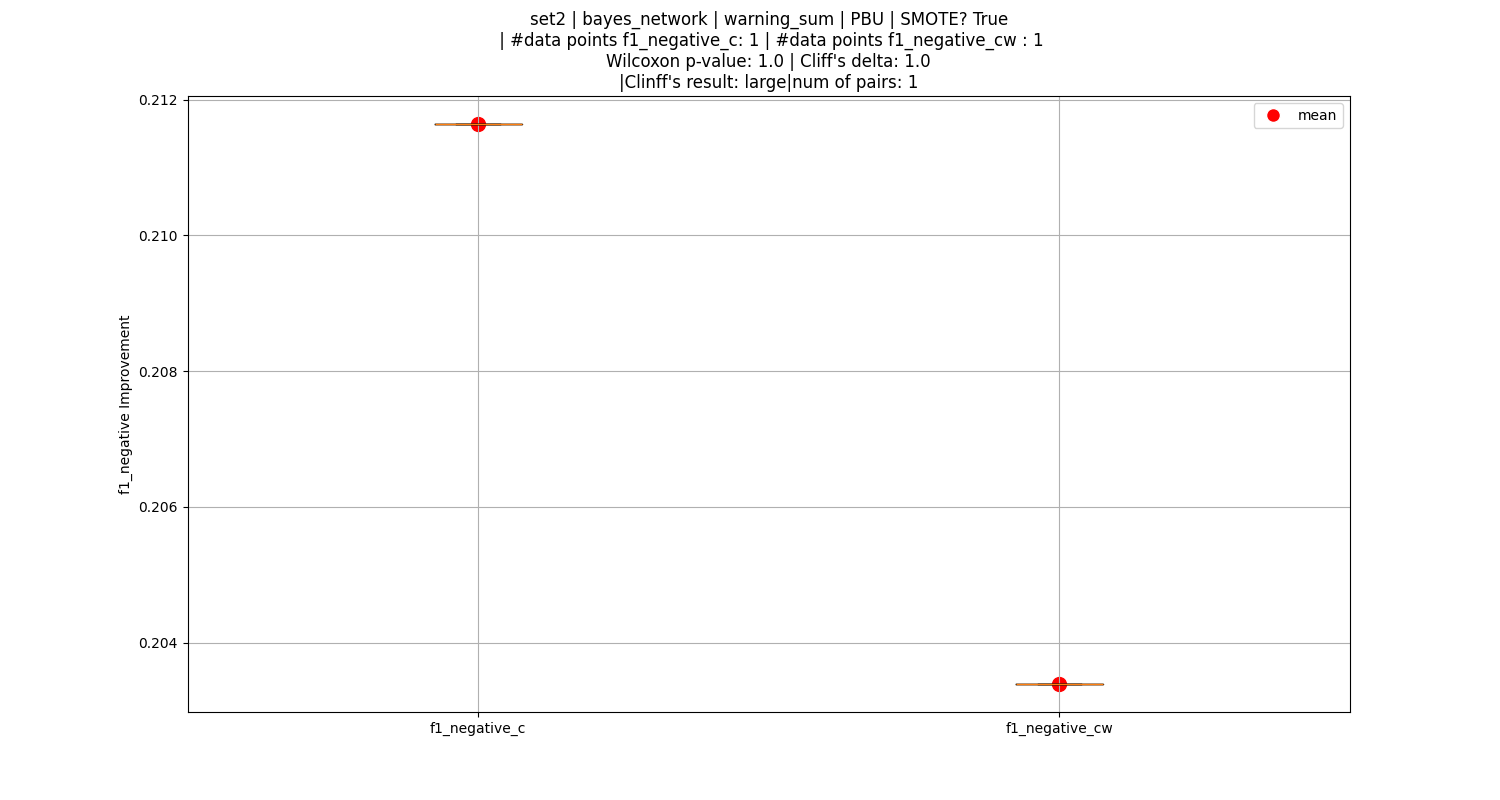 set2 | bayes_network | warning_sum | PBU | SMOTE? True
| #data points f1_negative_c: 1 | #data points f1_negative_cw : 1
Wilcoxon p-value: 1.0 | Cliff's delta: 1.0
|Clinff's result: large|num of pairs: 1
mean
0.212
0.210
0.208
0.206
0.204
f1_negative Improvement
f1_negative_c
f1_negative_cw